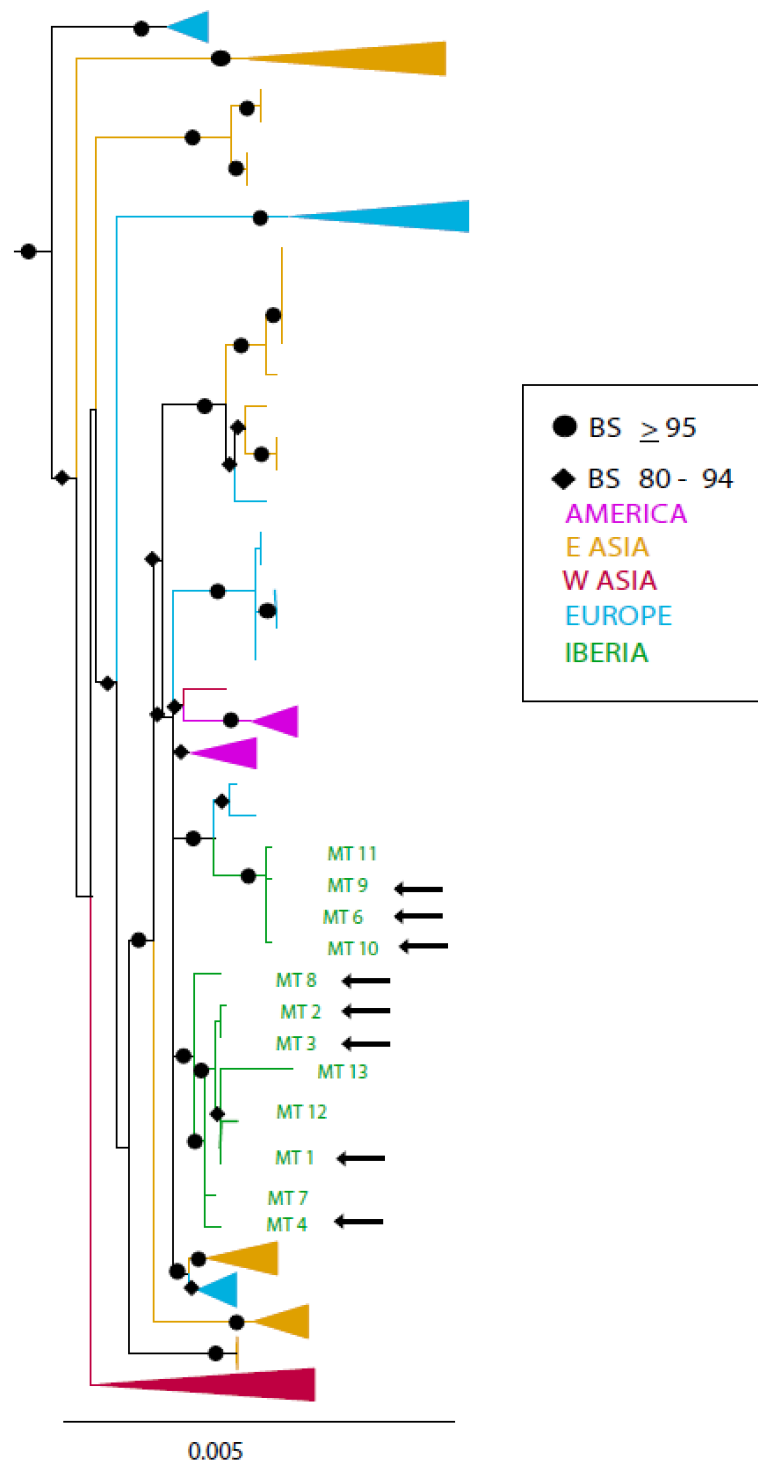 BS ≥ 95
BS 80 - 94
AMERICA
E ASIA
W ASIA
EUROPE
IBERIA
MT 11
MT 9
MT 6
MT 10
MT 8
MT 2
MT 3
MT 13
MT 12
MT 1
MT 7
MT 4
0.005